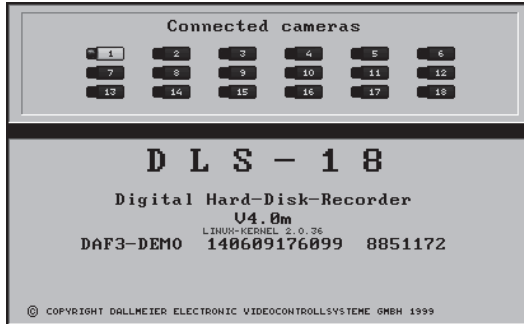 Connected cameras
1 2 3 4 5 6
7 8 9 10 11 12
13 14 15 16 17 18
DLS-18
Digital Hard-Disk-Recorder
V4.0m
LINUX-KERNEL 2.0.36
DAF3-DEMO 140609176099 8851172
© COPYRIGHT DALLMEIER ELECTRONIC VIDEOCONTROLLSYSTEME GMBH 1999